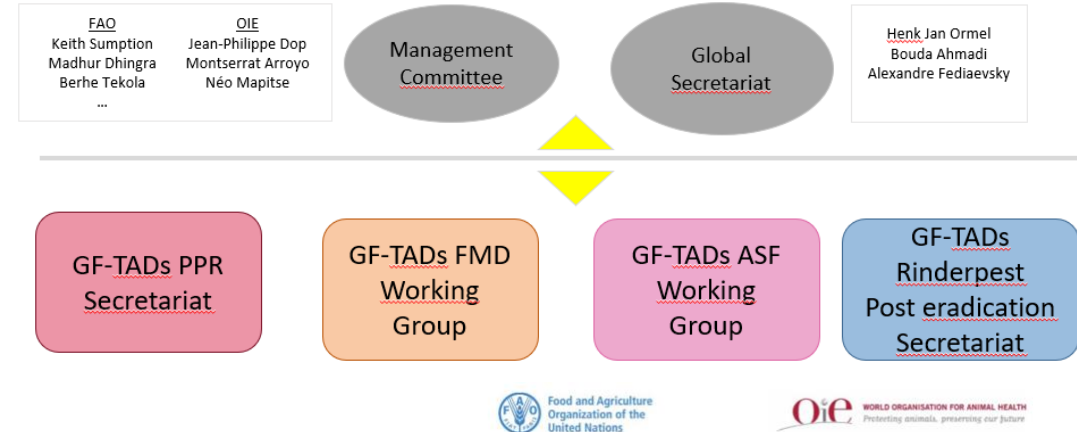 FAO
Keith Sumption
Madhur Dhingra
Berhe Tekola
...
OIE
Jean-Philippe Dop
Montserrat Arroyo
Néo Mapitse
Management
Committee
Global
Secretariat
Henk Jan Ormel
Bouda Ahmadi
Alexandre Fediaevsky
GF-TADs PPR
Secretariat
GF-TADs FMD
Working
Group
GF-TADs ASF
Working
Group
GF-TADs
Rinderpest
Post eradication
Secretariat
FAO
Food and Agriculture
Organization of the
United Nations
Oie
WORLD ORGANISATION FOR ANIMAL HEALTH
Protecting animals, preserving our future